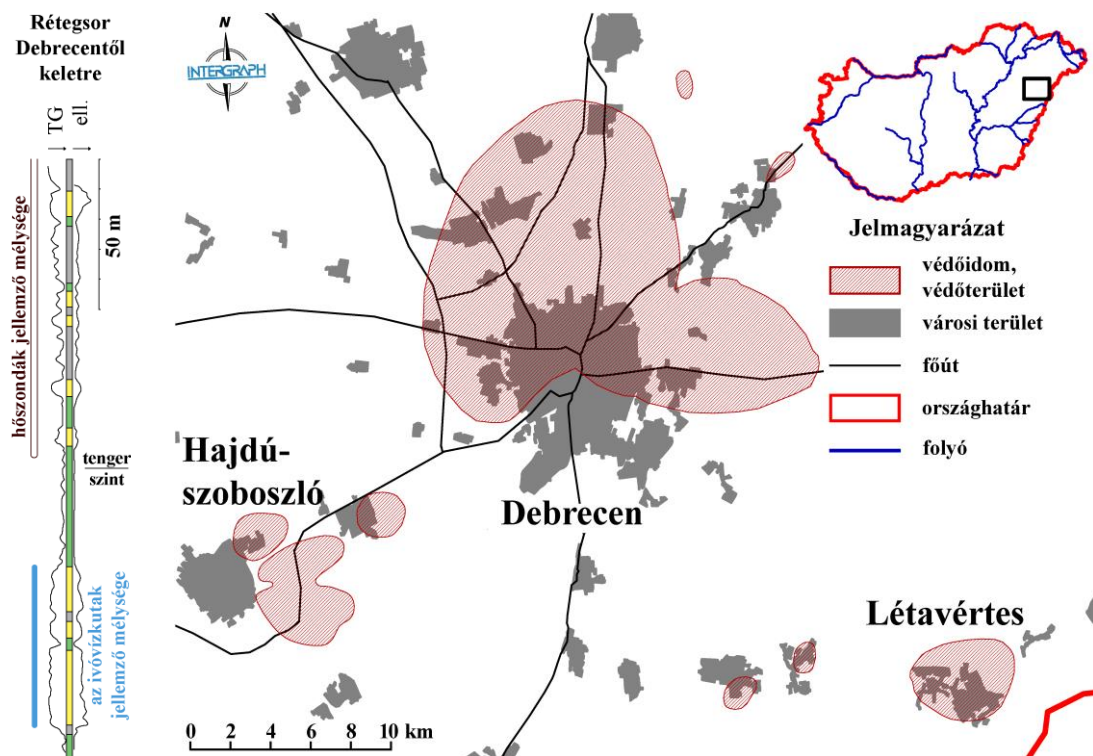 Rétegsor
Debrecentől
keletre
TG
ell.
50 m
hőszondák jellemző mélysége
tenger
szint
az ivóvízkutak
jellemző mélysége
N
INTERGRAPH
Hajdú-
szoboszló
Debrecen
Létavértes
0 2 4 6 8 10 km
Jelmagyarázat
védőidom,
védőterület
városi terület
főút
országhatár
folyó